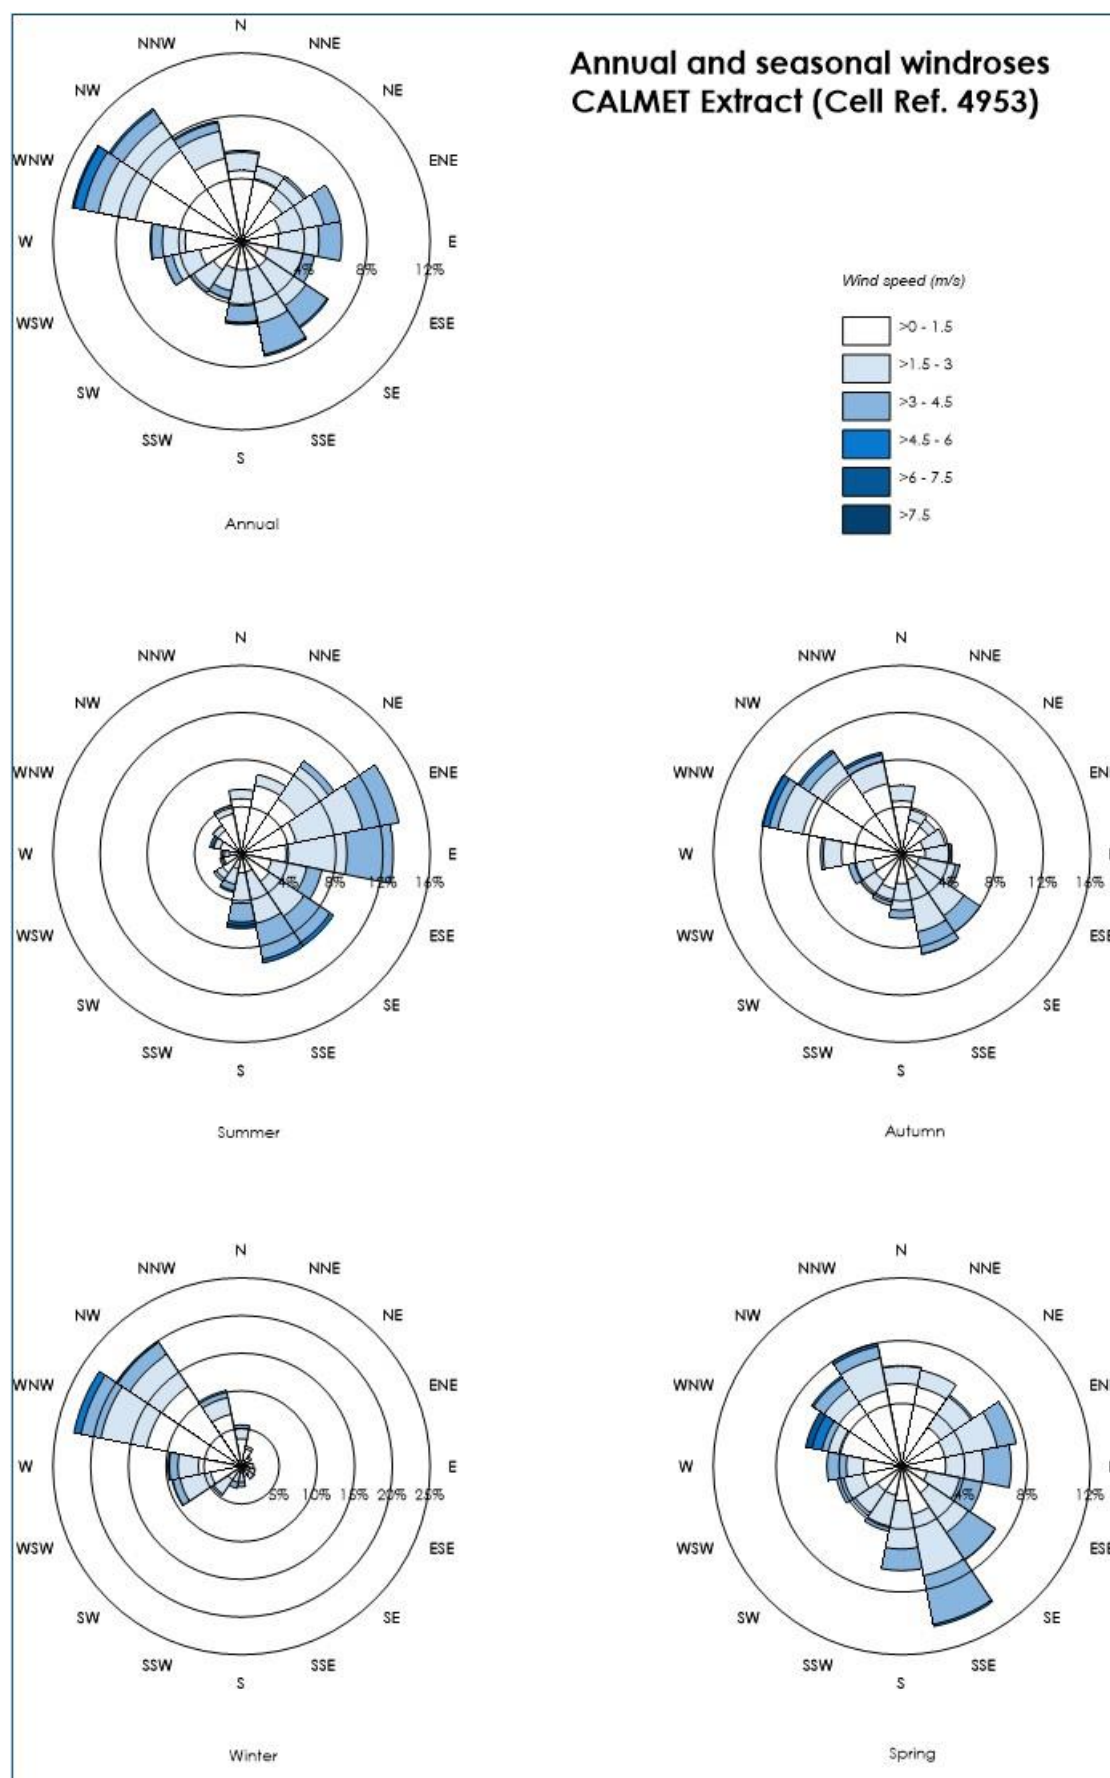 Annual and seasonal windroses
CALMET Extract (Cell Ref. 4953)
N
NNW
NNE
NW
NE
WNW
ENE
W
E
4%
8%
12%
WSW
ESE
SW
SE
SSW
SSE
S
Annual
Wind speed (m/s)
>0 - 1.5
>1.5 - 3
>3 - 4.5
>4.5 - 6
>6 - 7.5
>7.5
N
NNW
NNE
NW
NE
WNW
ENE
W
E
4%
8%
12%
16%
WSW
ESE
SW
SE
SSW
SSE
S
Summer
N
NNW
NNE
NW
NE
WNW
EN
W
4%
8%
12%
16%
WSW
ESE
SW
SE
SSW
SSE
S
Autumn
N
NNW
NNE
NW
NE
WNW
ENE
W
E
5%
10%
15%
20%
25%
WSW
ESE
SW
SE
SSW
SSE
S
Winter
N
NNW
NNE
NW
NE
WNW
EN
W
4%
8%
12%
WSW
ESE
SW
SE
SSW
SSE
S
Spring